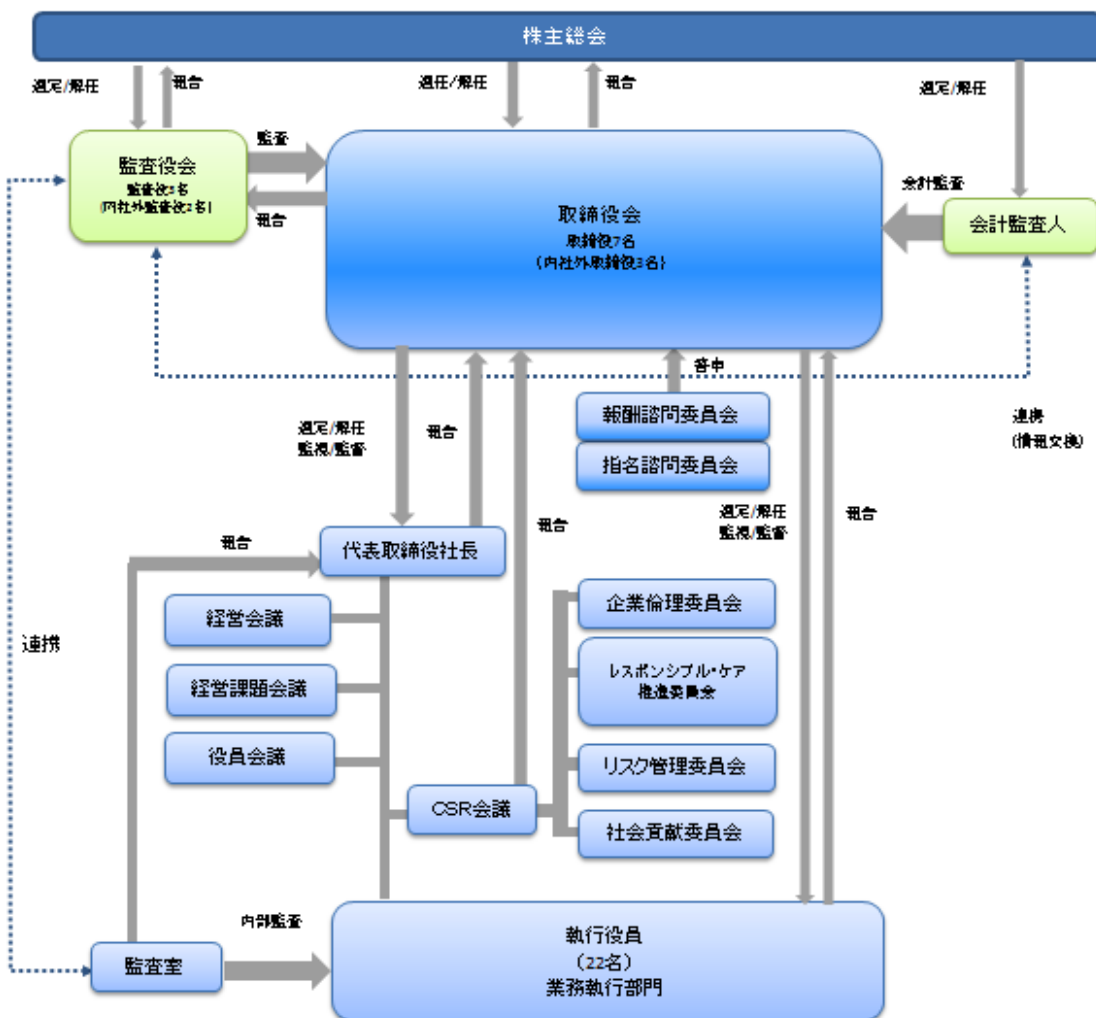 株主総会
選定/解任
報告
選任/解任
報告
選定/解任
監査役会
監査役3名
(内社外監査役2名)
監査
報告
取締役会
取締役7名
(内社外取締役3名)
会計監査
会計監査人
答申
報酬諮問委員会
指名諮問委員会
連携
(情報交換)
選定/解任
監視/監督
報告
報告
選定/解任
監視/監督
報告
報告
代表取締役社長
経営会議
経営課題会議
役員会議
CSR会議
企業倫理委員会
レスポンシブル・ケア
推進委員会
リスク管理委員会
社会貢献委員会
連携
内部監査
監査室
執行役員
(22名)
業務執行部門